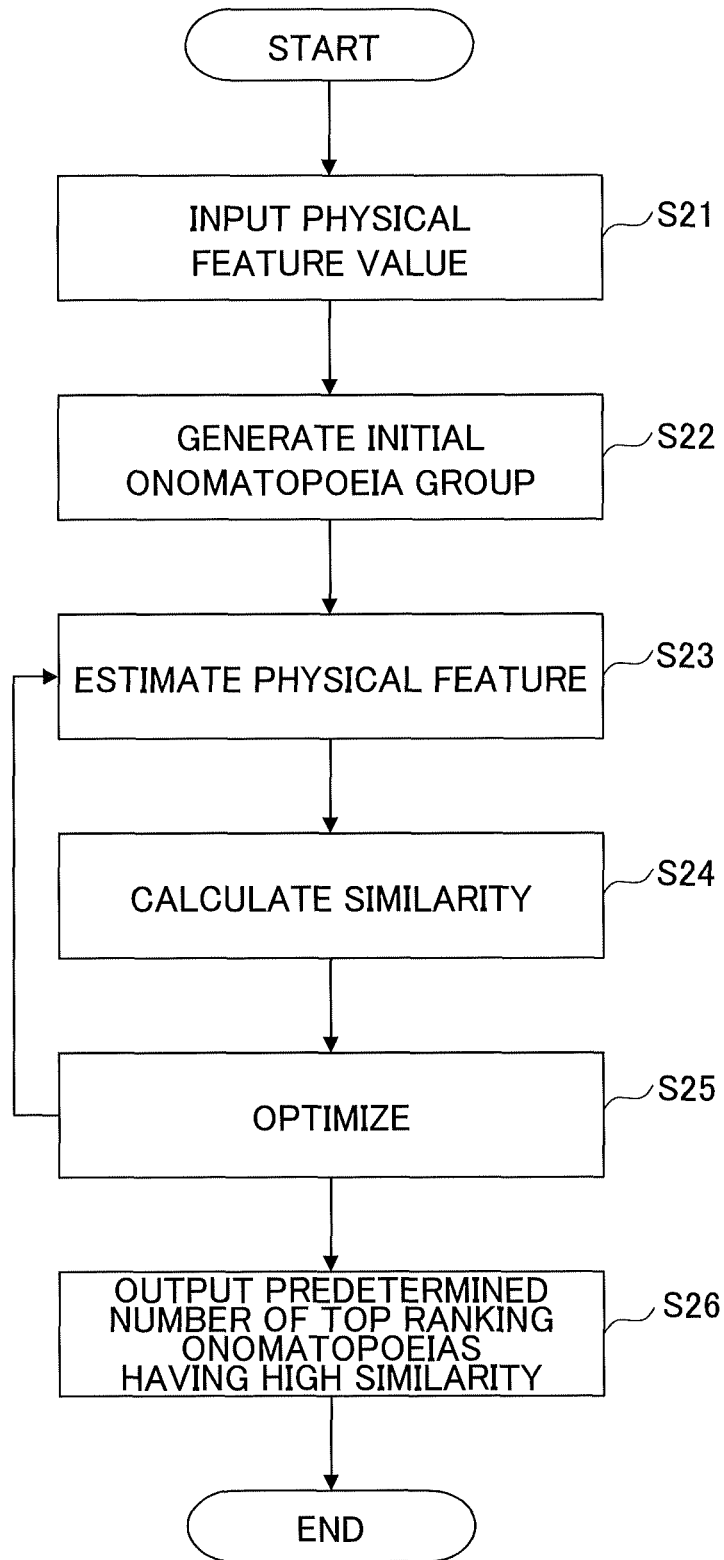 START
INPUT PHYSICAL
FEATURE VALUE
S21
GENERATE INITIAL
ONOMATOPOEIA GROUP
S22
ESTIMATE PHYSICAL FEATURE
S23
CALCULATE SIMILARITY
S24
OPTIMIZE
S25
OUTPUT PREDETERMINED
NUMBER OF TOP RANKING
ONOMATOPOEIAS
HAVING HIGH SIMILARITY
S26
END